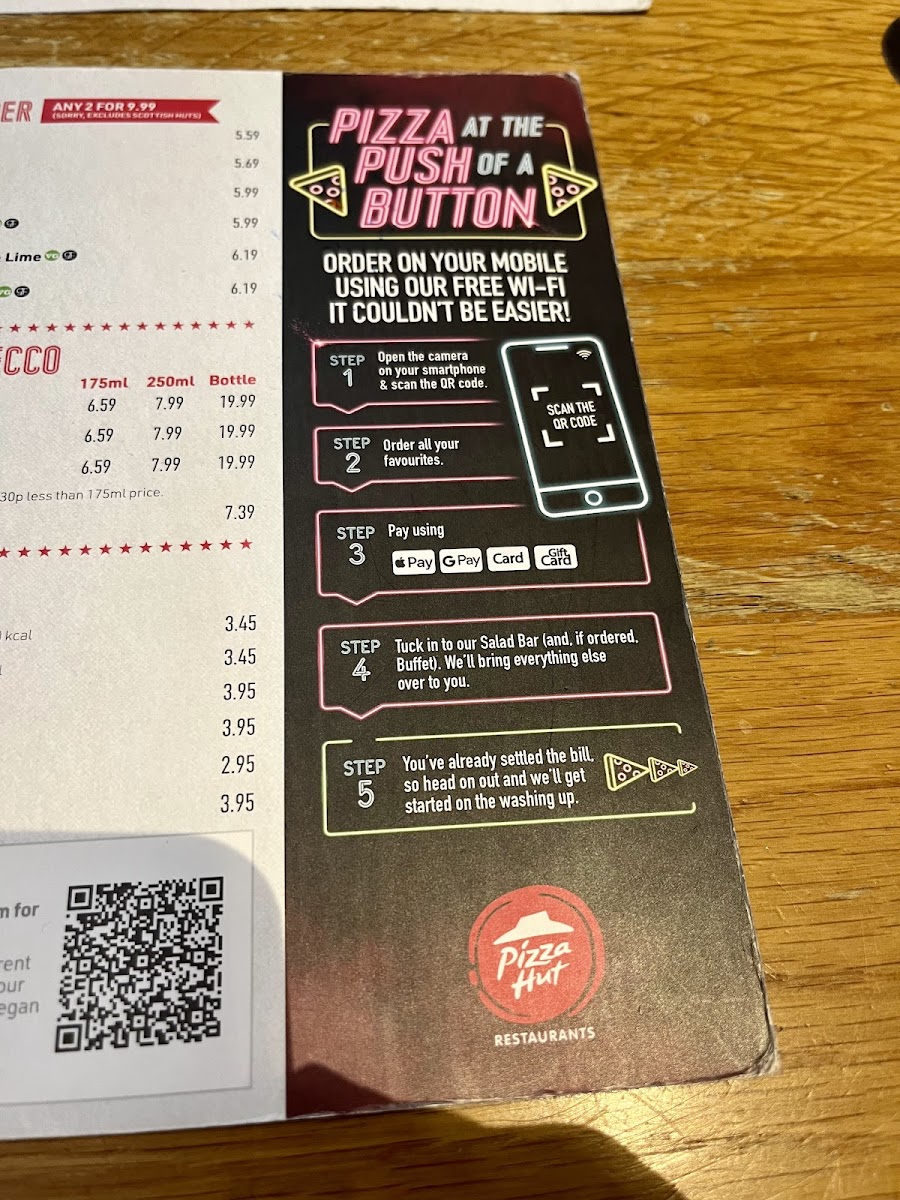 ER ANY 2 FOR 9.99
(SORRY, EXCLUDES SCOTTISH HUTS)
5.59
5.69
5.99
GF 5.99
Lime VG GF 6.19
VG GF 6.19
ECCO
175ml 250ml Bottle
6.59 7.99 19.99
6.59 7.99 19.99
6.59 7.99 19.99
30p less than 175ml price.
7.39
kcal 3.45
3.45
3.95
3.95
2.95
3.95
m for
rent
our
egan
PIZZA AT THE
PUSH OF A
BUTTON
ORDER ON YOUR MOBILE
USING OUR FREE WI-FI
IT COULDN'T BE EASIER!
STEP 1
Open the camera
on your smartphone
& scan the QR code.
SCAN THE
QR CODE
STEP 2
Order all your
favourites.
STEP 3
Pay using
Pay G Pay Card Gift Card
STEP 4
Tuck in to our Salad Bar (and, if ordered,
Buffet). We'll bring everything else
over to you.
STEP 5
You've already settled the bill,
so head on out and we'll get
started on the washing up.
Pizza
Hut
RESTAURANTS